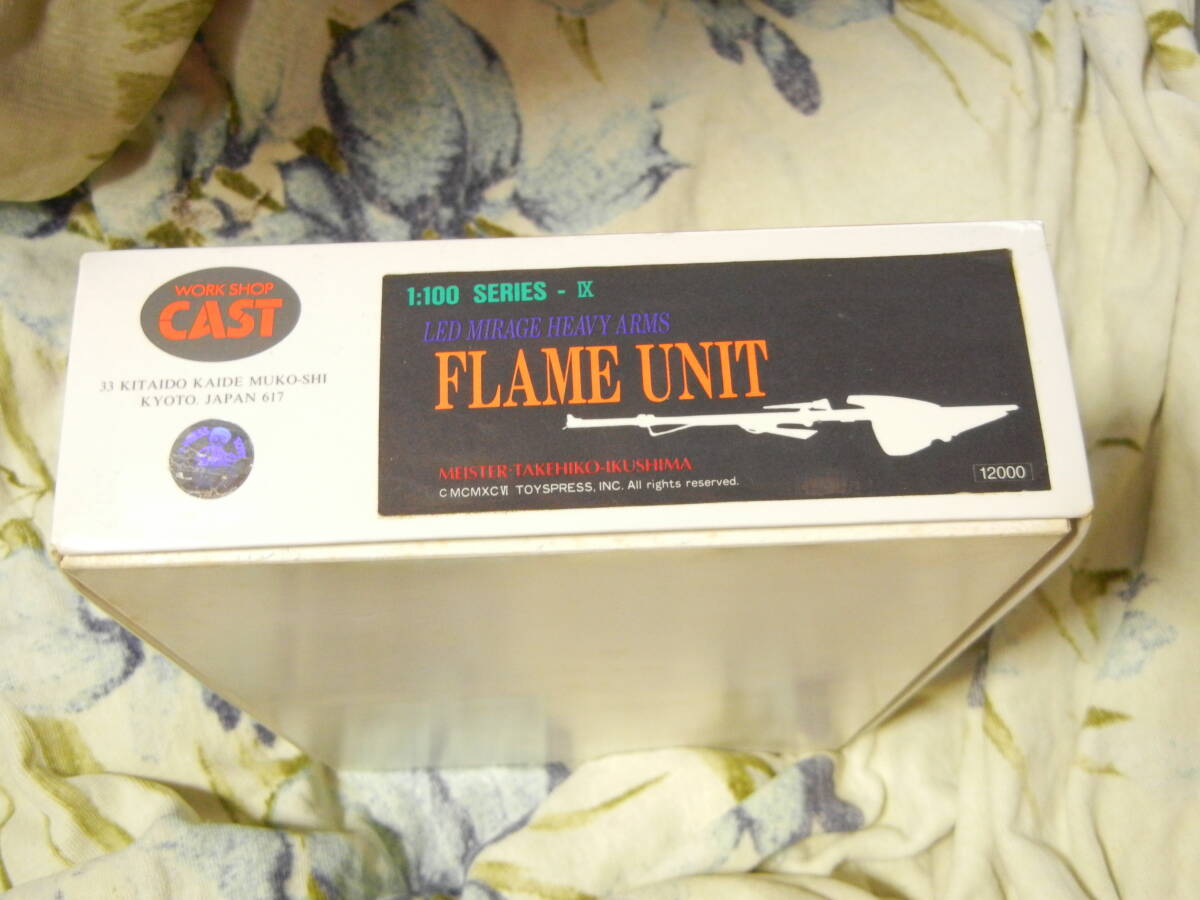 WORK SHOP
CAST
33 KITAIDO KAIDE MUKO-SHI
KYOTO. JAPAN 617
1:100 SERIES - IX
LED MIRAGE HEAVY ARMS
FLAME UNIT
MEISTER-TAKEHIKO-IKUSHIMA
C MCMXCVI TOYSPRESS, INC. All rights reserved.
12000